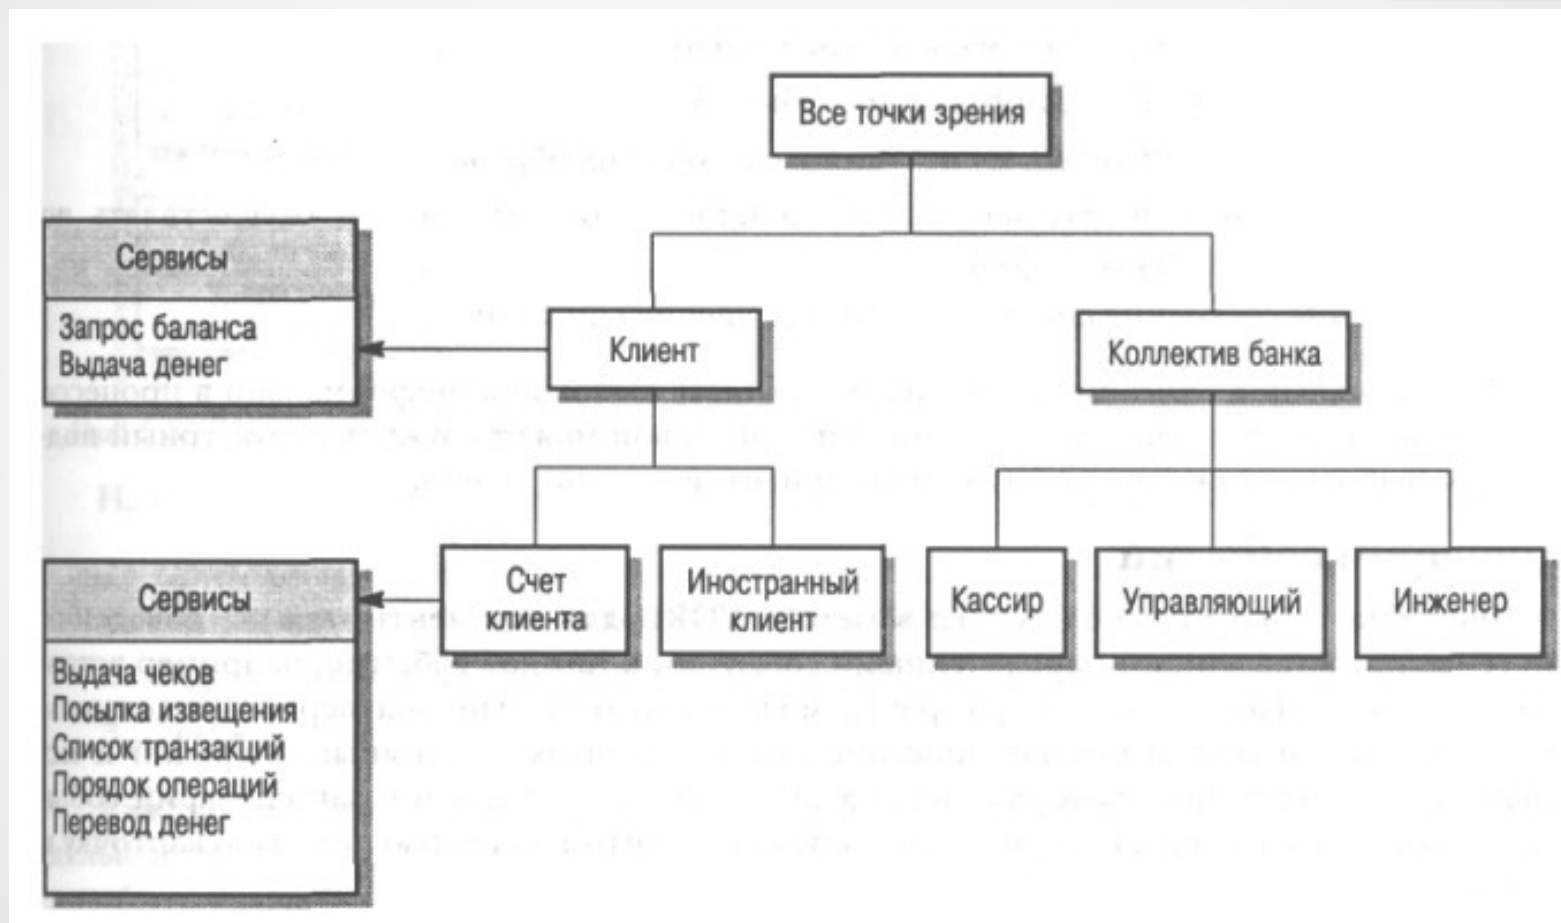 Все точки зрения
Сервисы
Запрос баланса
Выдача денег
Клиент
Коллектив банка
Счет
клиента
Иностранный
клиент
Кассир
Управляющий
Инженер
Сервисы
Выдача чеков
Посылка извещения
Список транзакций
Порядок операций
Перевод денег